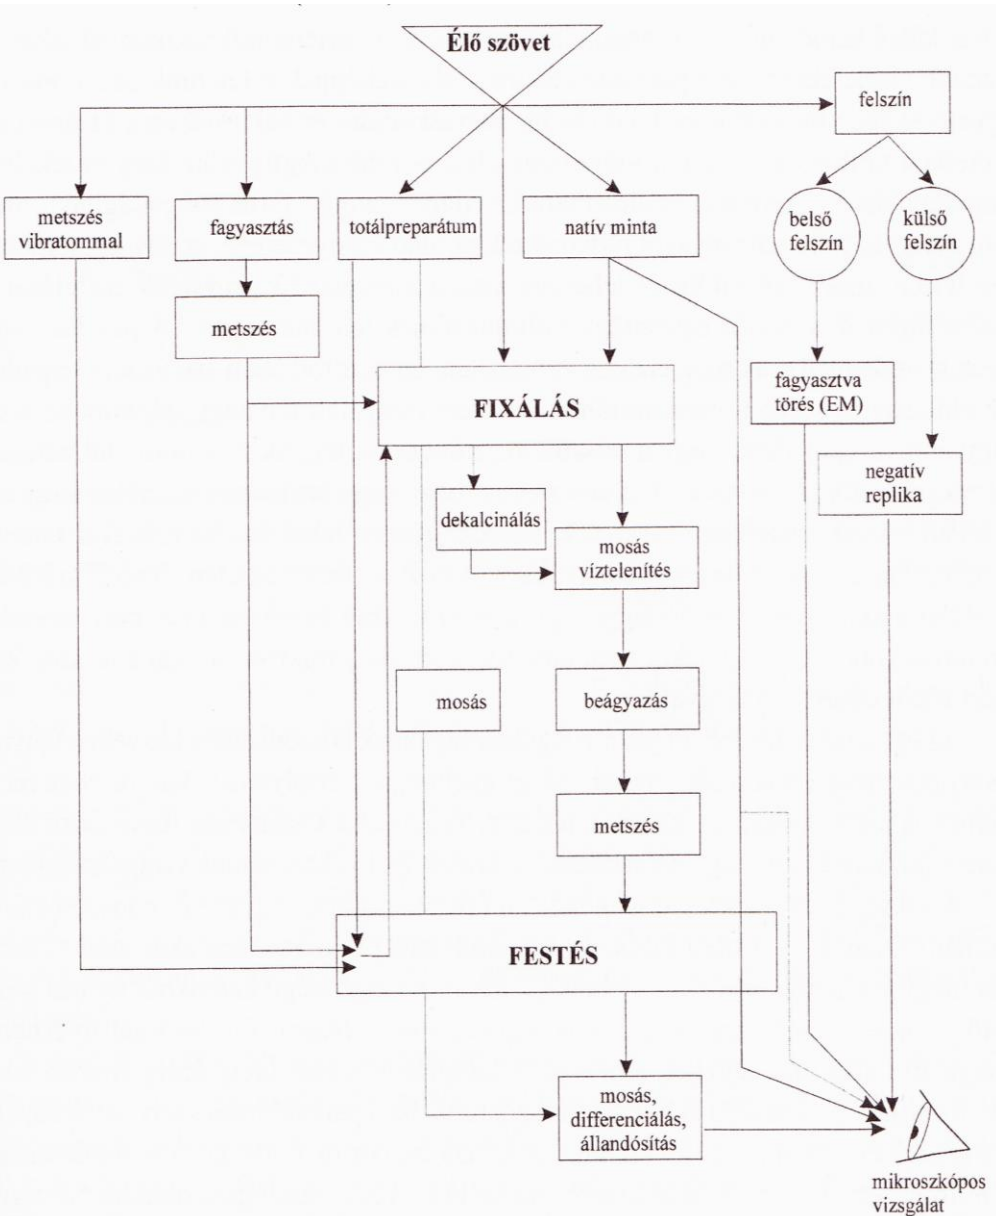 Élő szövet
felszín
metszés
vibratommal
fagyasztás
totálpreparátum
natív minta
belső
felszín
külső
felszín
metszés
FIXÁLÁS
fagyasztva
törés (EM)
negatív
replika
dekalcinálás
mosás
víztelenítés
mosás
beágyazás
metszés
FESTÉS
mosás,
differenciálás,
állandósítás
mikroszkópos
vizsgálat